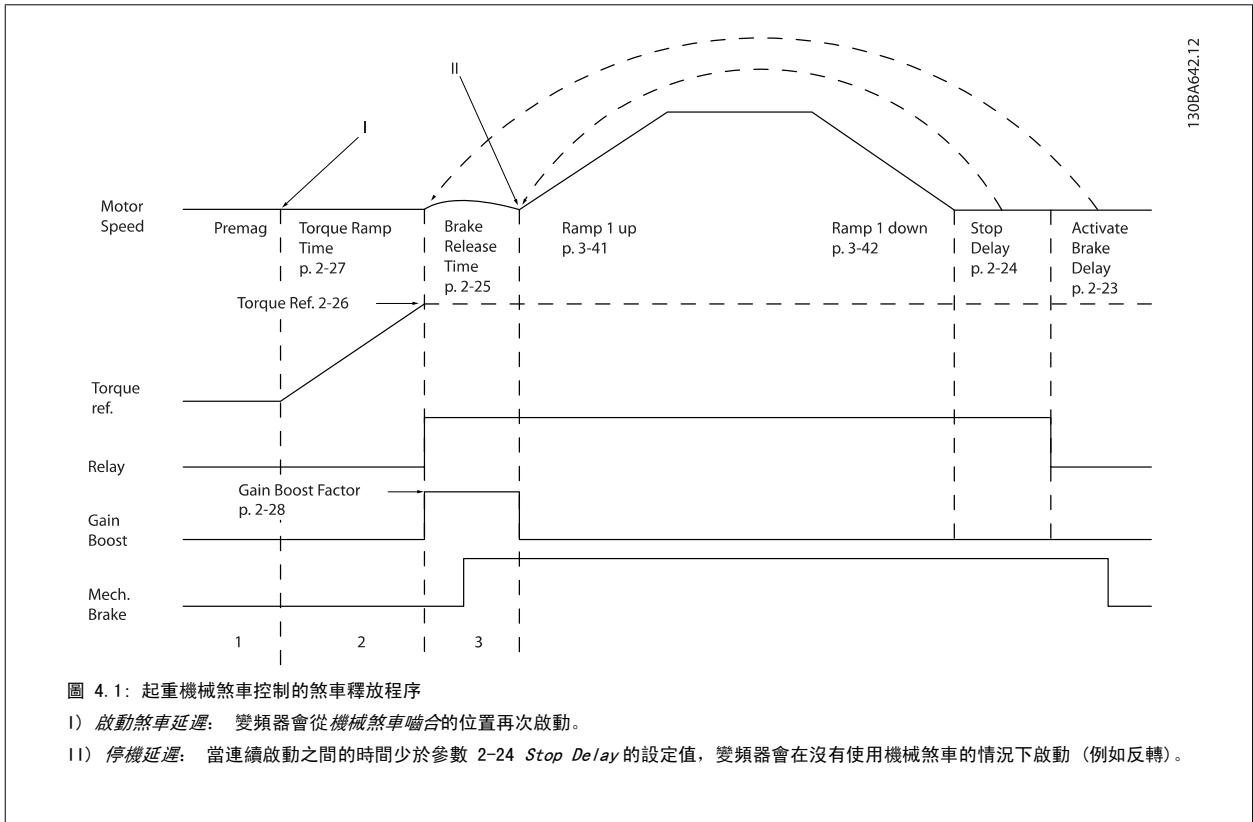 130BA642.12
II
I
Motor
Speed
Premag
Torque Ramp
Time
p. 2-27
Brake
Release
Time
p. 2-25
Ramp 1 up
p. 3-41
Ramp 1 down
p. 3-42
Stop
Delay
p. 2-24
Activate
Brake
Delay
p. 2-23
Torque Ref. 2-26
Torque
ref.
Relay
Gain Boost Factor
p. 2-28
Gain
Boost
Mech.
Brake
1
2
3
圖 4.1: 起重機械煞車控制的煞車釋放程序
I) 啟動煞車延遲: 變頻器會從機械煞車嚙合的位置再次啟動。
II) 停機延遲: 當連續啟動之間的時間少於參數 2-24 Stop Delay 的設定值，變頻器會在沒有使用機械煞車的情況下啟動 (例如反轉)。